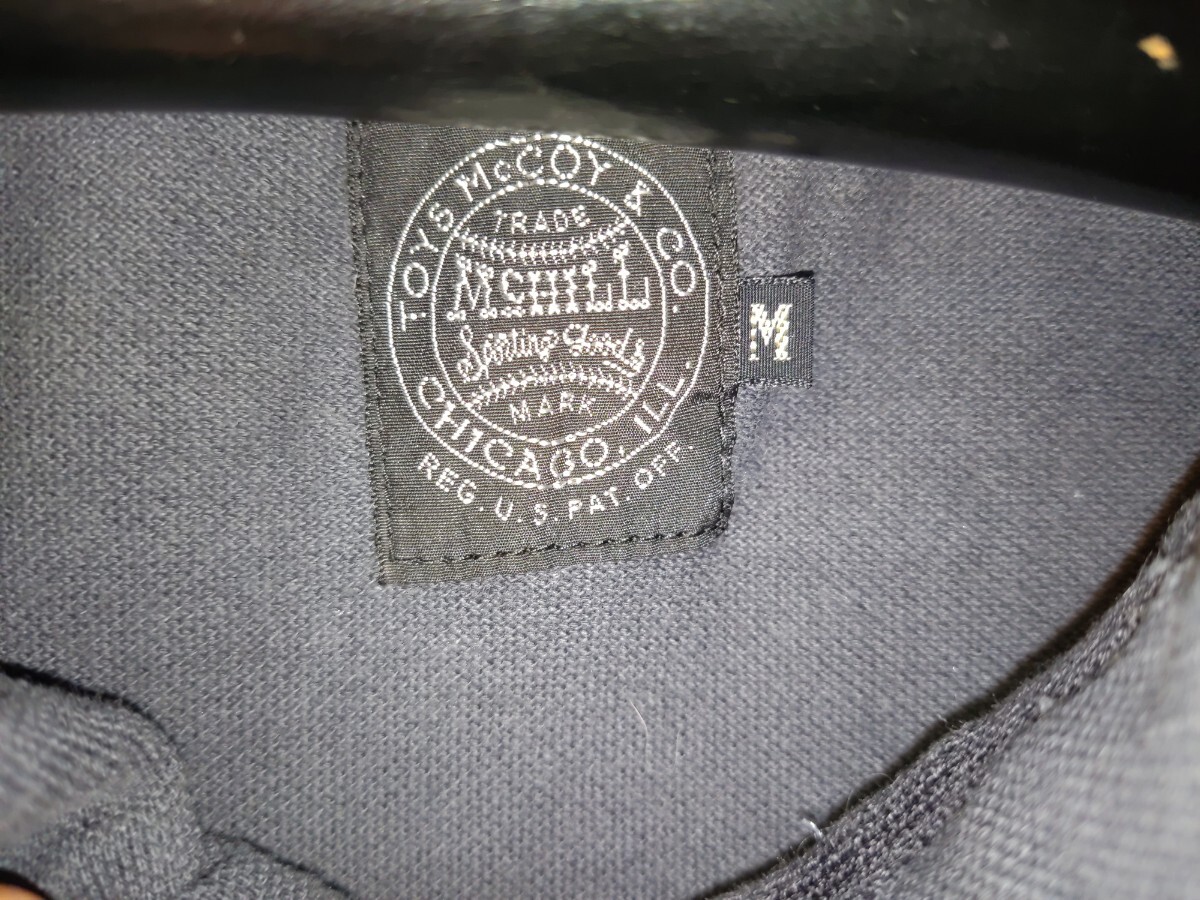 TOYS McCOY & CO.
TRADE
McHILL
Sporting Goods
MARK
CHICAGO, ILL.
REG. U.S. PAT. OFF.
M